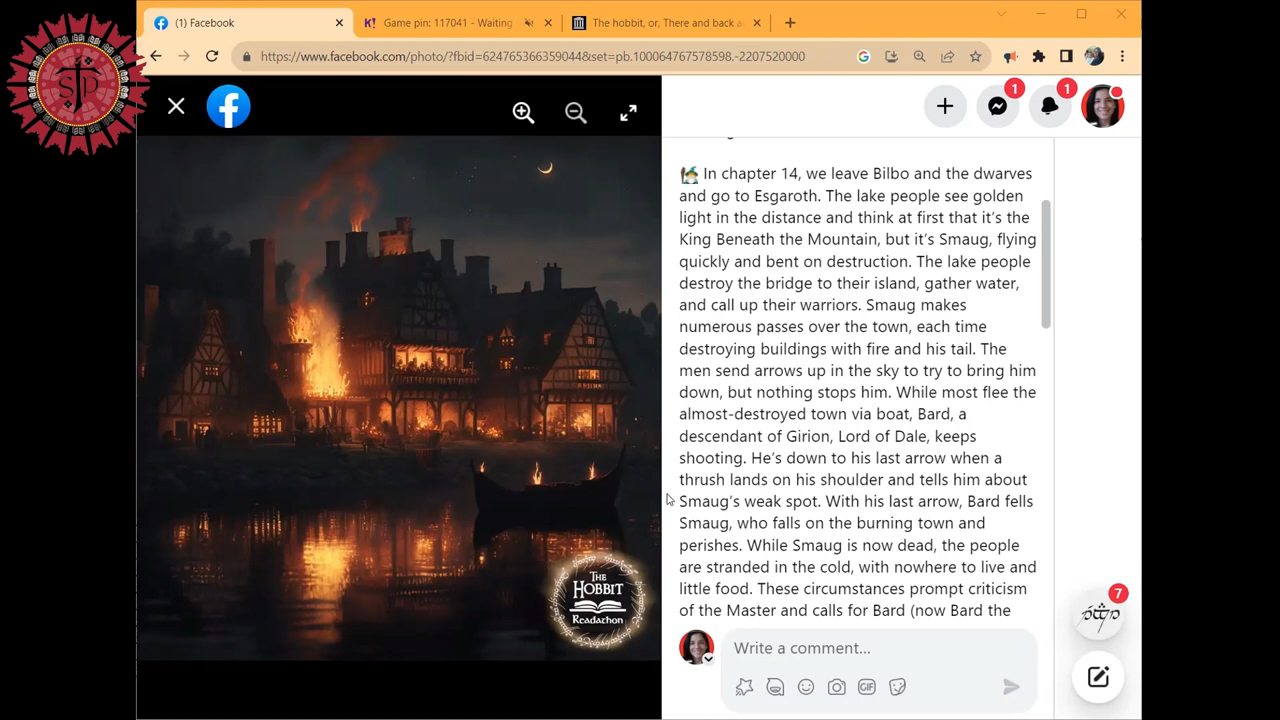 (1) Facebook
K! Game pin: 117041 - Waiting
The hobbit, or, There and back a
https://www.facebook.com/photo/?fbid=624765366359044&set=pb.100064767578598.-2207520000
1
1
In chapter 14, we leave Bilbo and the dwarves
and go to Esgaroth. The lake people see golden
light in the distance and think at first that it's the
King Beneath the Mountain, but it's Smaug, flying
quickly and bent on destruction. The lake people
destroy the bridge to their island, gather water,
and call up their warriors. Smaug makes
numerous passes over the town, each time
destroying buildings with fire and his tail. The
men send arrows up in the sky to try to bring him
down, but nothing stops him. While most flee the
almost-destroyed town via boat, Bard, a
descendant of Girion, Lord of Dale, keeps
shooting. He's down to his last arrow when a
thrush lands on his shoulder and tells him about
Smaug's weak spot. With his last arrow, Bard fells
Smaug, who falls on the burning town and
perishes. While Smaug is now dead, the people
are stranded in the cold, with nowhere to live and
little food. These circumstances prompt criticism
of the Master and calls for Bard (now Bard the
The
Hobbit
Readathon
7
Write a comment...
GIF